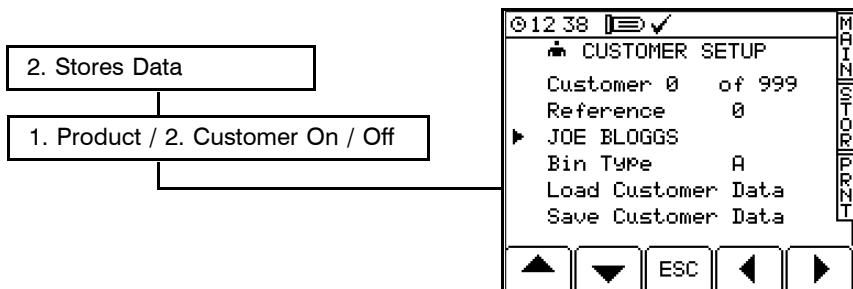 2. Stores Data
1. Product / 2. Customer On / Off
12 38
CUSTOMER SETUP
Customer 0 of 999
Reference 0
JOE BLOGGS
Bin Type A
Load Customer Data
Save Customer Data
ESC
MAIN
STOR
PRNT